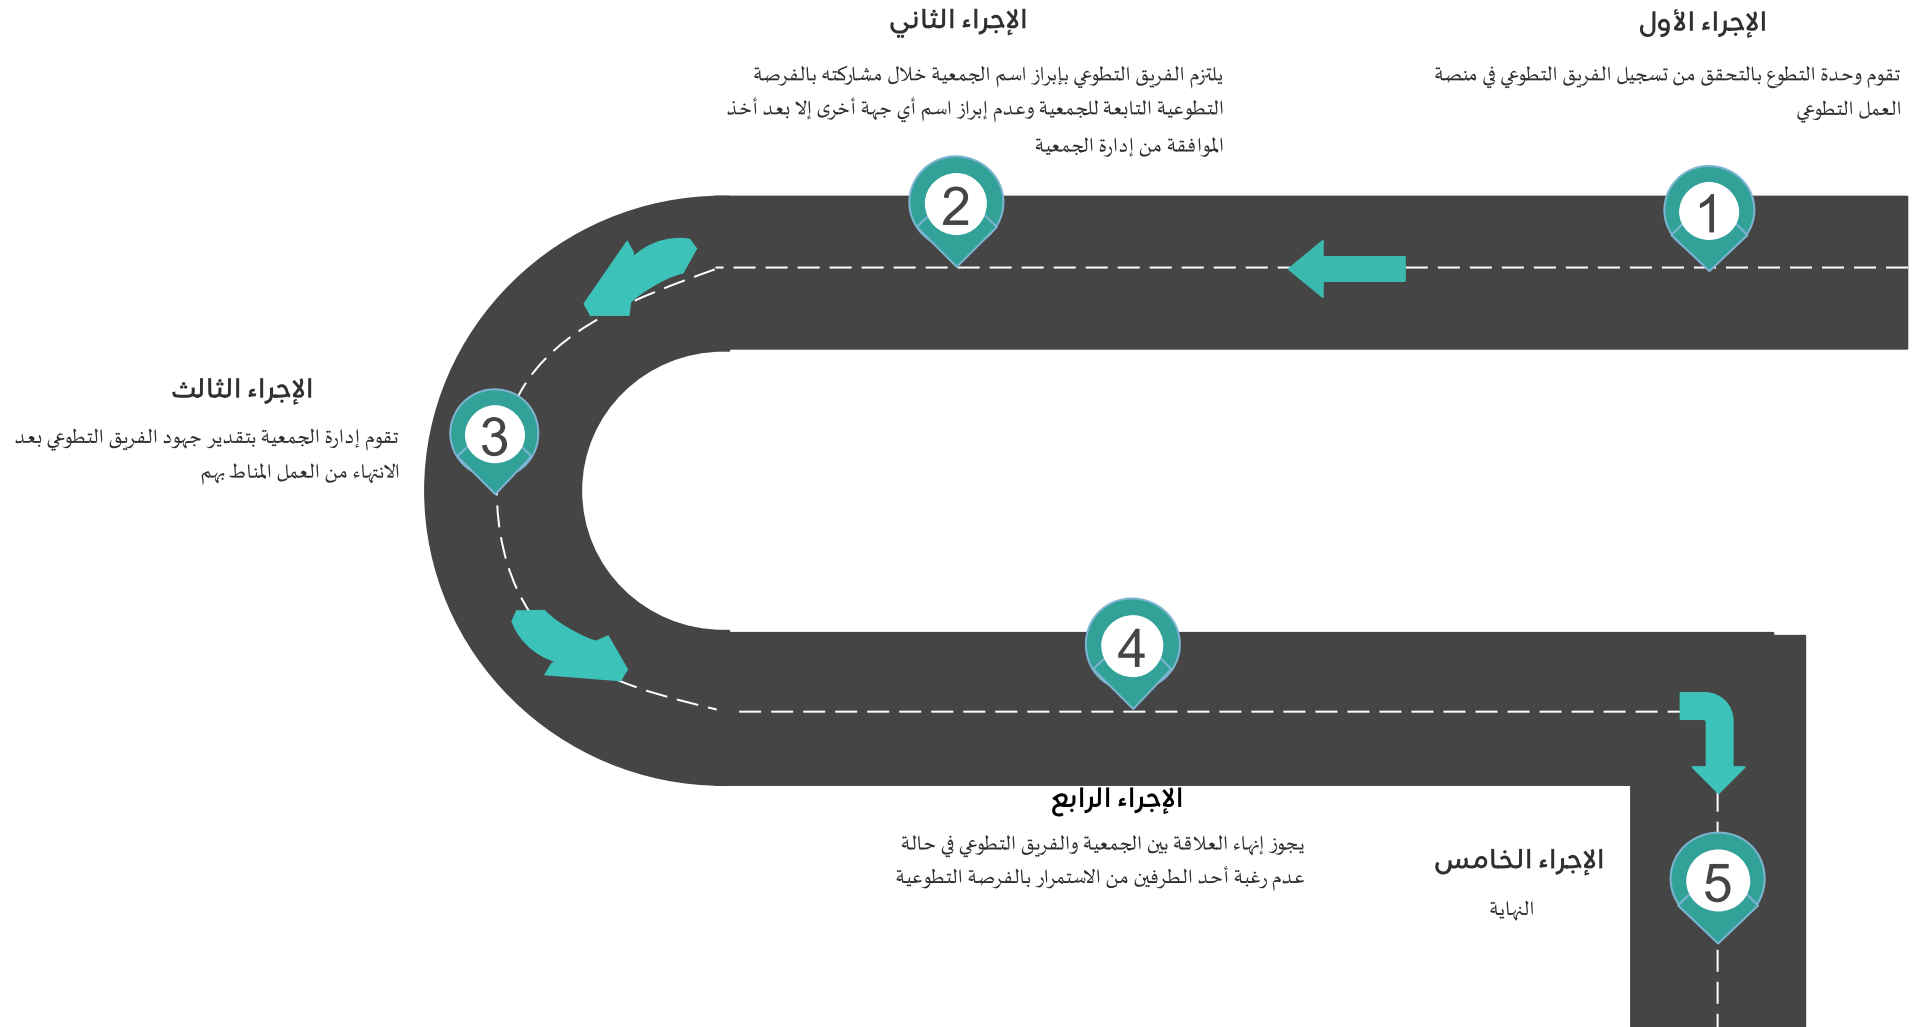 الإجراء الأول
تقوم وحدة التطوع بالتحقق من تسجيل الفريق التطوعي في منصة
العمل التطوعي
1
الإجراء الثاني
يلتزم الفريق التطوعي بإبراز اسم الجمعية خلال مشاركته بالفرصة
التطوعية التابعة للجمعية وعدم إبراز اسم أي جهة أخرى إلا بعد أخذ
الموافقة من إدارة الجمعية
2
الإجراء الثالث
تقوم إدارة الجمعية بتقدير جهود الفريق التطوعي بعد
الانتهاء من العمل المناط بهم
3
4
الإجراء الرابع
يجوز إنهاء العلاقة بين الجمعية والفريق التطوعي في حالة
عدم رغبة أحد الطرفين من الاستمرار بالفرصة التطوعية
5
الإجراء الخامس
النهاية